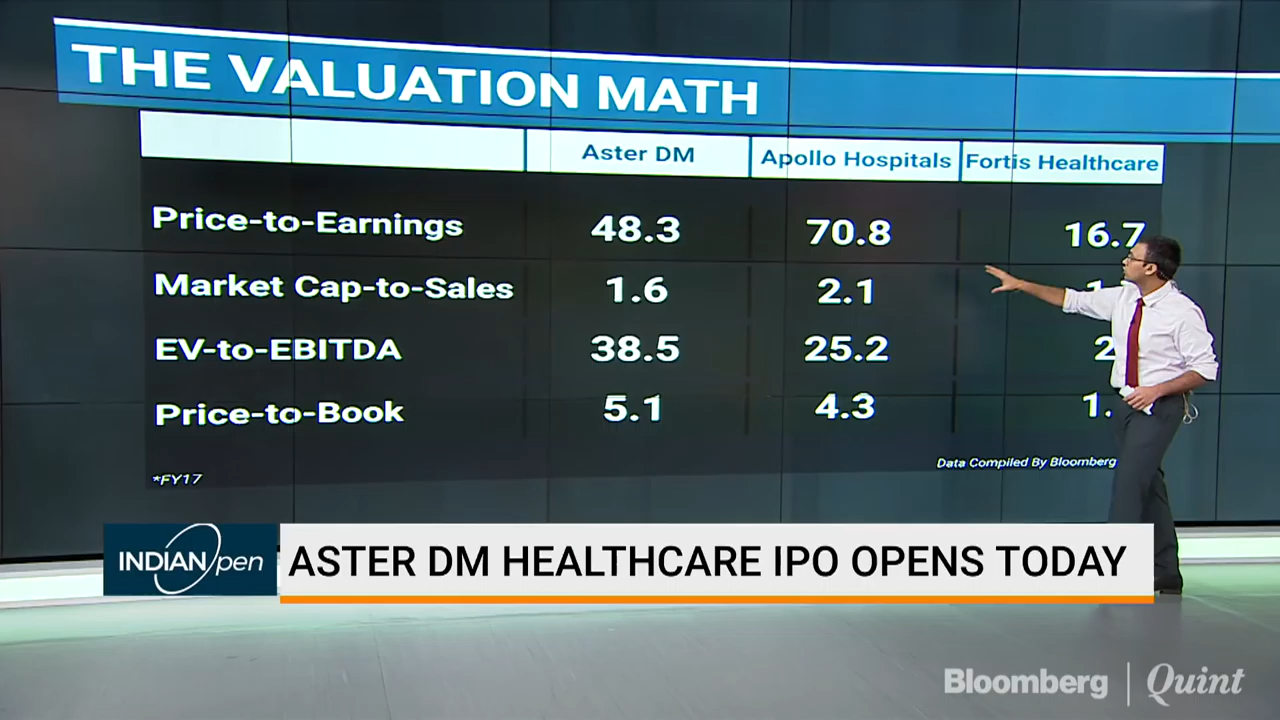 THE VALUATION MATH
Aster DM Apollo Hospitals Fortis Healthcare
Price-to-Earnings 48.3 70.8 16.7
Market Cap-to-Sales 1.6 2.1
EV-to-EBITDA 38.5 25.2
Price-to-Book 5.1 4.3
Data Compiled By Bloomberg
*FY17
INDIAN Open ASTER DM HEALTHCARE IPO OPENS TODAY
Bloomberg | Quint